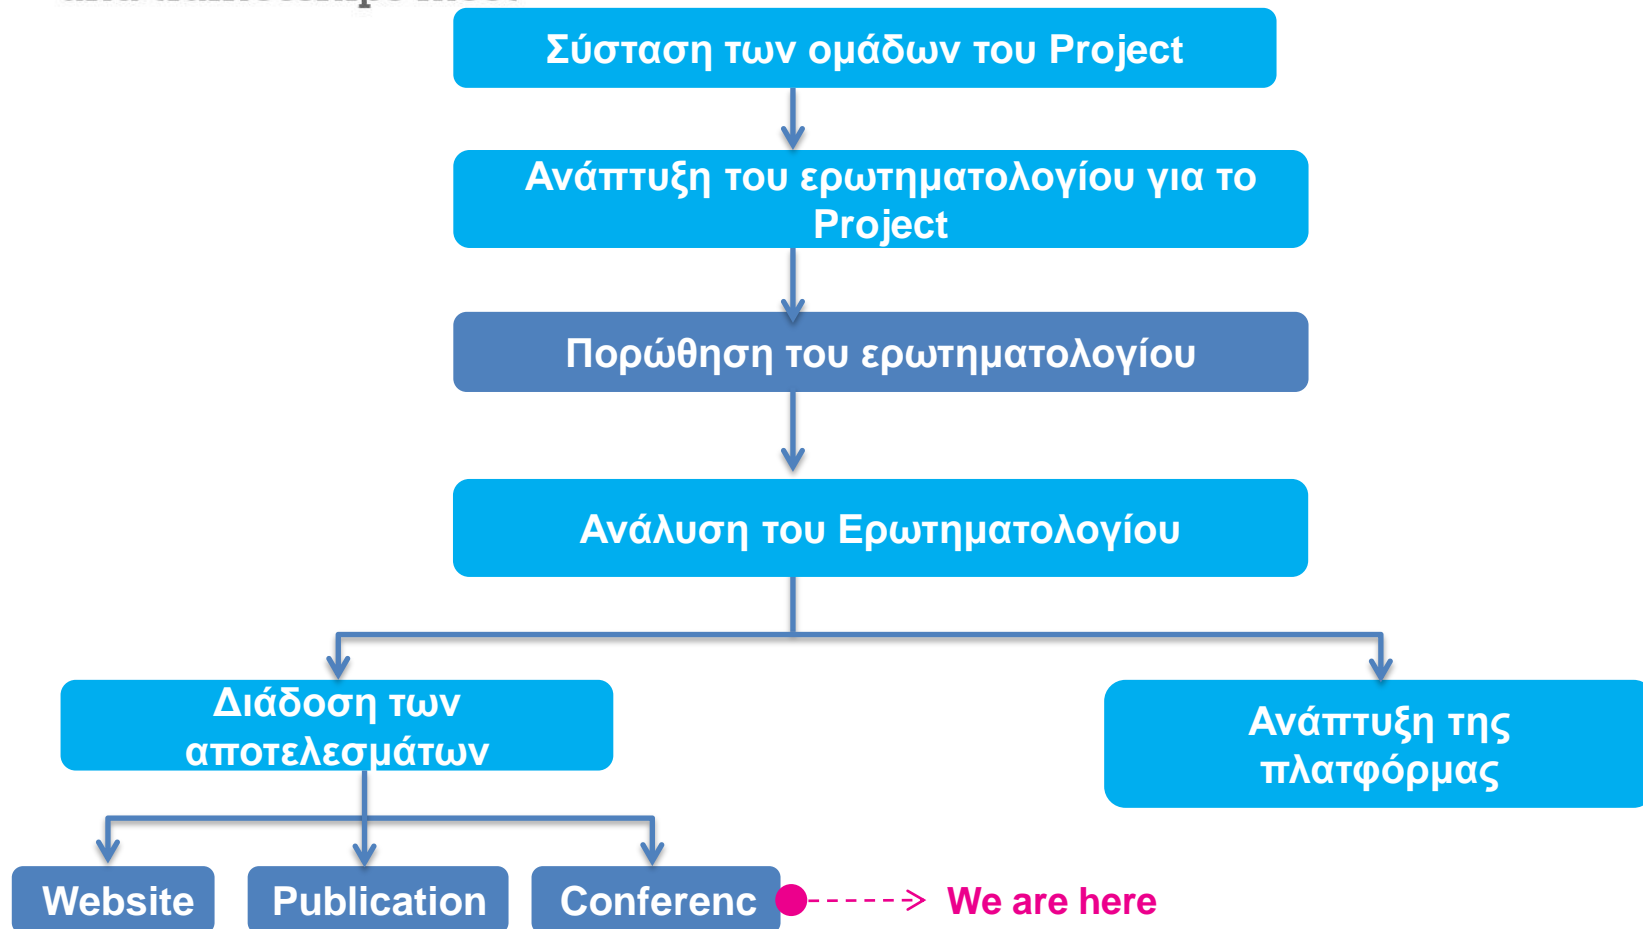 Σύσταση των ομάδων του Project
Ανάπτυξη του ερωτηματολογίου για το
Project
Πορώθηση του ερωτηματολογίου
Ανάλυση του Ερωτηματολογίου
Διάδοση των
αποτελεσμάτων
Ανάπτυξη της
πλατφόρμας
Website
Publication
Conferenc
We are here